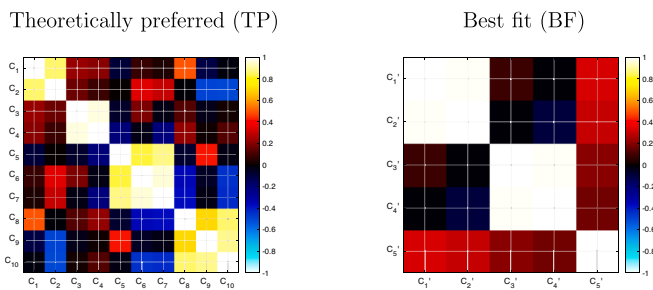 Theoretically preferred (TP)
Best fit (BF)
C1
C2
C3
C4
C5
C6
C7
C8
C9
C10
C1 C2 C3 C4 C5 C6 C7 C8 C9 C10
1
0.8
0.6
0.4
0.2
0
-0.2
-0.4
-0.6
-0.8
-1
C1'
C2'
C3'
C4'
C5'
C1' C2' C3' C4' C5'
1
0.8
0.6
0.4
0.2
0
-0.2
-0.4
-0.6
-0.8
-1